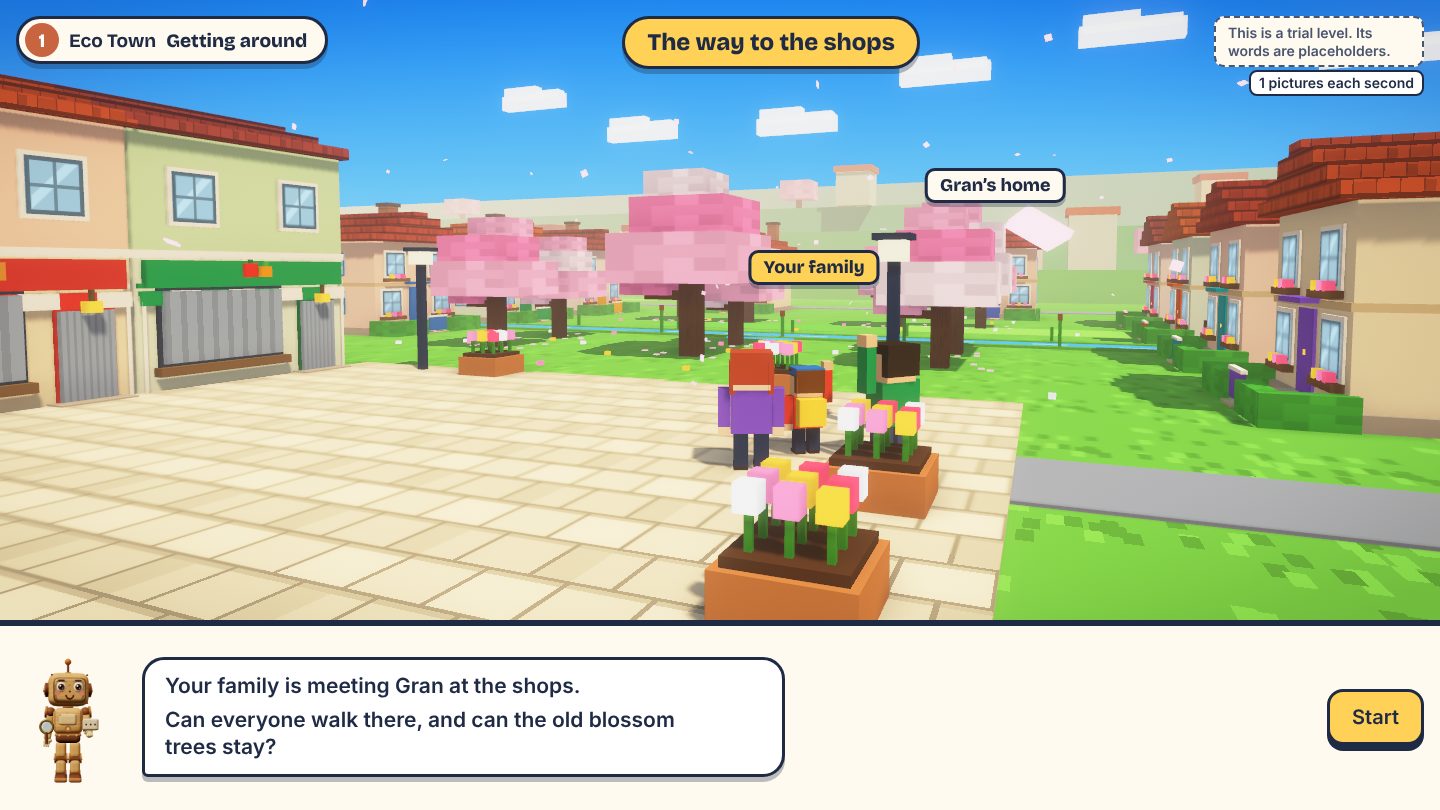 1 Eco Town Getting around
The way to the shops
This is a trial level. Its
words are placeholders.
1 pictures each second
Gran's home
Your family
Your family is meeting Gran at the shops.
Can everyone walk there, and can the old blossom
trees stay?
Start